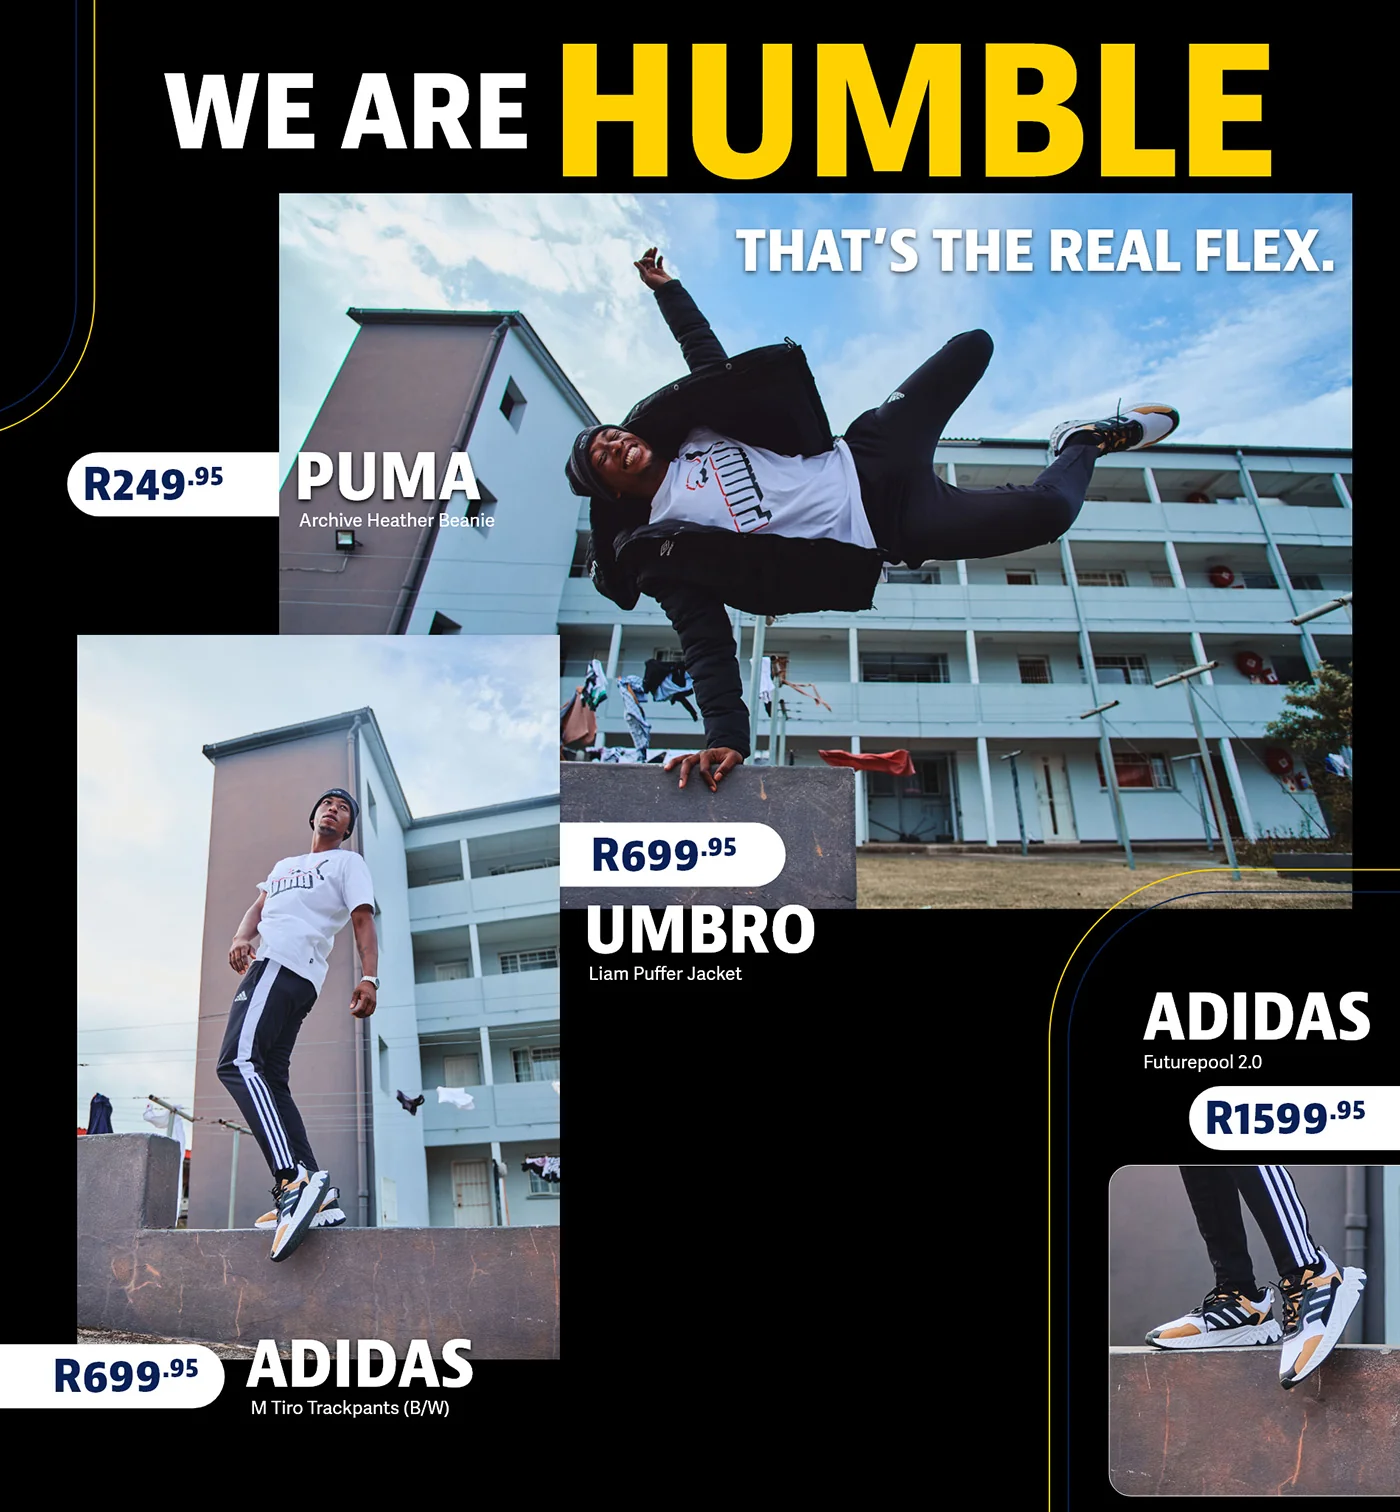 WE ARE HUMBLE
THAT'S THE REAL FLEX.
R249.95
PUMA
Archive Heather Beanie
R699.95
UMBRO
Liam Puffer Jacket
ADIDAS
Futurepool 2.0
R1599.95
R699.95
ADIDAS
M Tiro Trackpants (B/W)